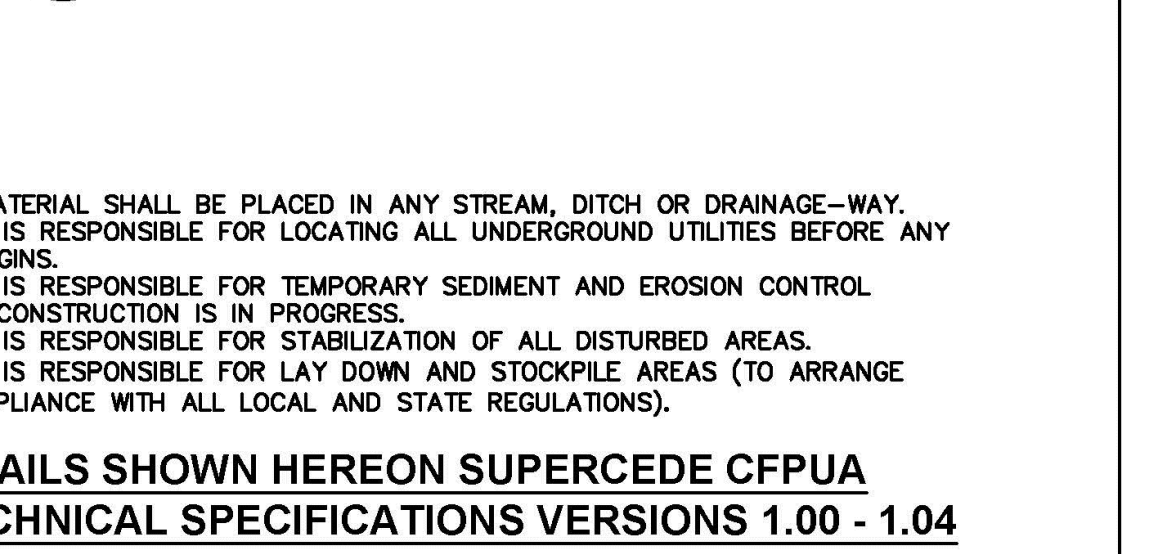 ATERIAL SHALL BE PLACED IN ANY STREAM, DITCH OR DRAINAGE-WAY.
IS RESPONSIBLE FOR LOCATING ALL UNDERGROUND UTILITIES BEFORE ANY
GINS.
IS RESPONSIBLE FOR TEMPORARY SEDIMENT AND EROSION CONTROL
CONSTRUCTION IS IN PROGRESS.
IS RESPONSIBLE FOR STABILIZATION OF ALL DISTURBED AREAS.
IS RESPONSIBLE FOR LAY DOWN AND STOCKPILE AREAS (TO ARRANGE
PLIANCE WITH ALL LOCAL AND STATE REGULATIONS).
AILS SHOWN HEREON SUPERCEDE CFPUA
CHNICAL SPECIFICATIONS VERSIONS 1.00 - 1.04